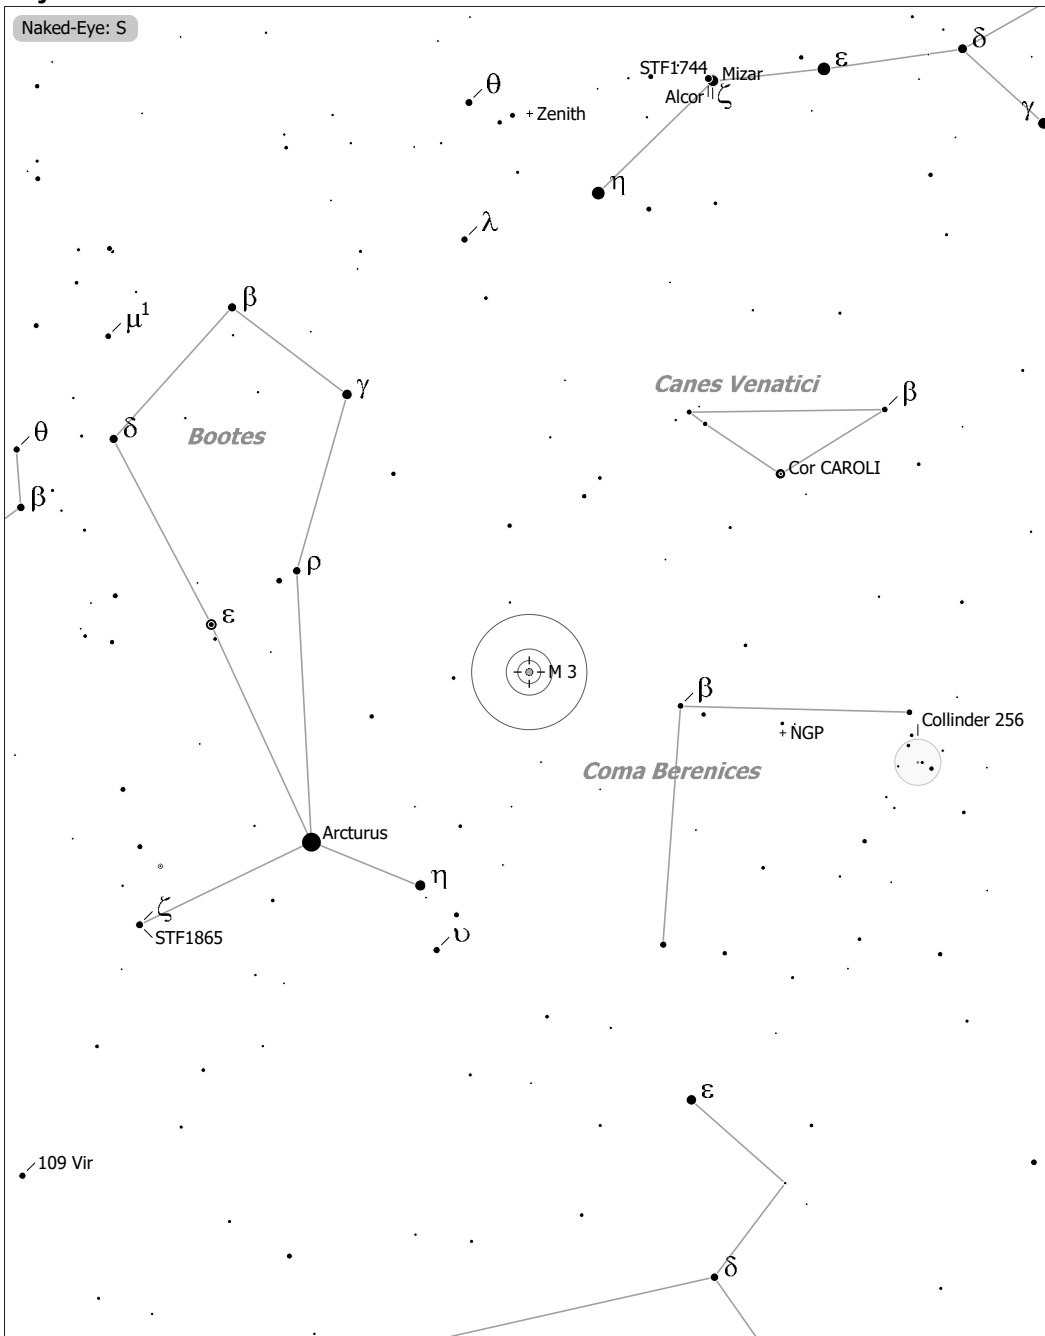 Naked-Eye: S
δ
ε
STF1744
Mizar
Alcor
ζ
θ
Zenith
γ
η
λ
β
μ¹
γ
Canes Venatici
β
δ
Bootes
θ
Cor CAROLI
β
ρ
ε
M 3
β
Collinder 256
NGP
Coma Berenices
Arcturus
η
ζ
STF1865
υ
ε
109 Vir
δ